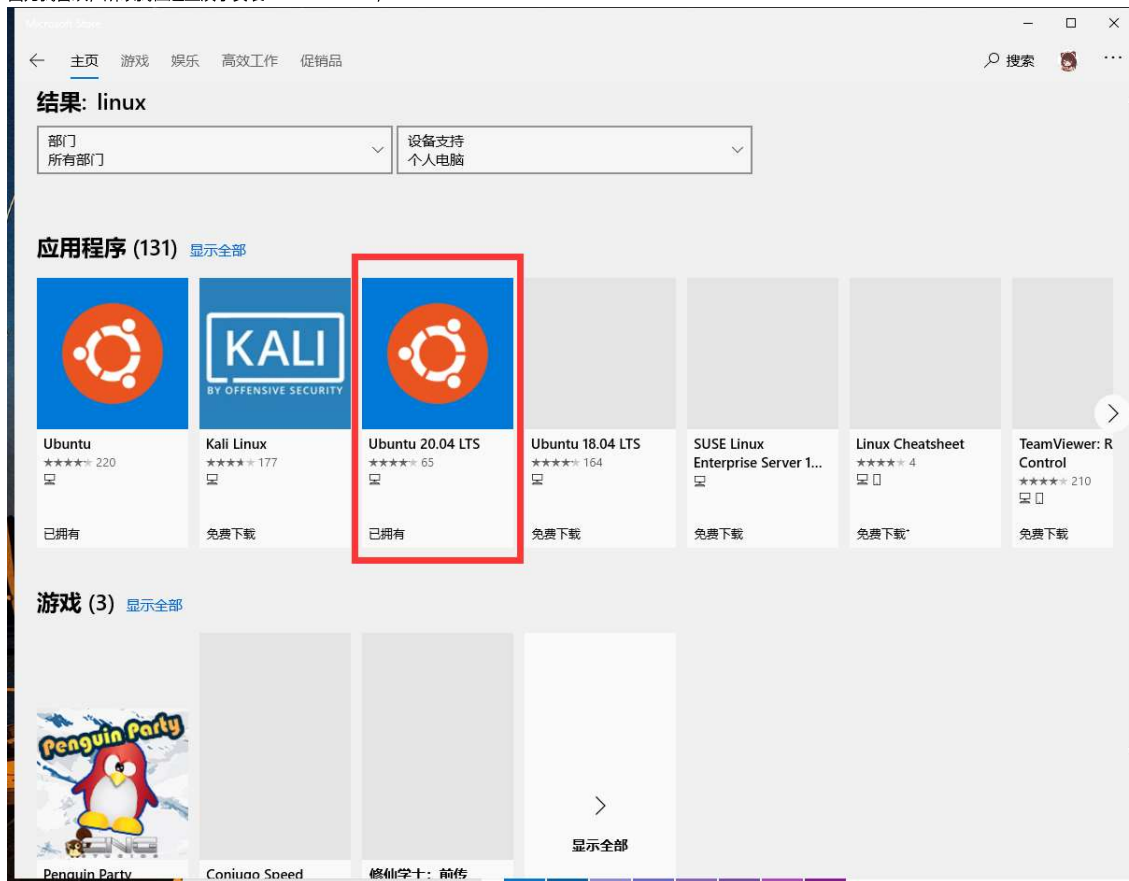 Microsoft Store
主页 游戏 娱乐 高效工作 促销品 搜索
结果: linux
部门
所有部门
设备支持
个人电脑
应用程序 (131) 显示全部
KALI
BY OFFENSIVE SECURITY
Ubuntu
220
已拥有
Kali Linux
177
免费下载
Ubuntu 20.04 LTS
65
已拥有
Ubuntu 18.04 LTS
164
免费下载
SUSE Linux
Enterprise Server 1...
免费下载
Linux Cheatsheet
4
免费下载+
TeamViewer: R
Control
210
免费下载
游戏 (3) 显示全部
Penguin Party
显示全部
Penguin Party
Conjugo Speed
修仙学士：前传